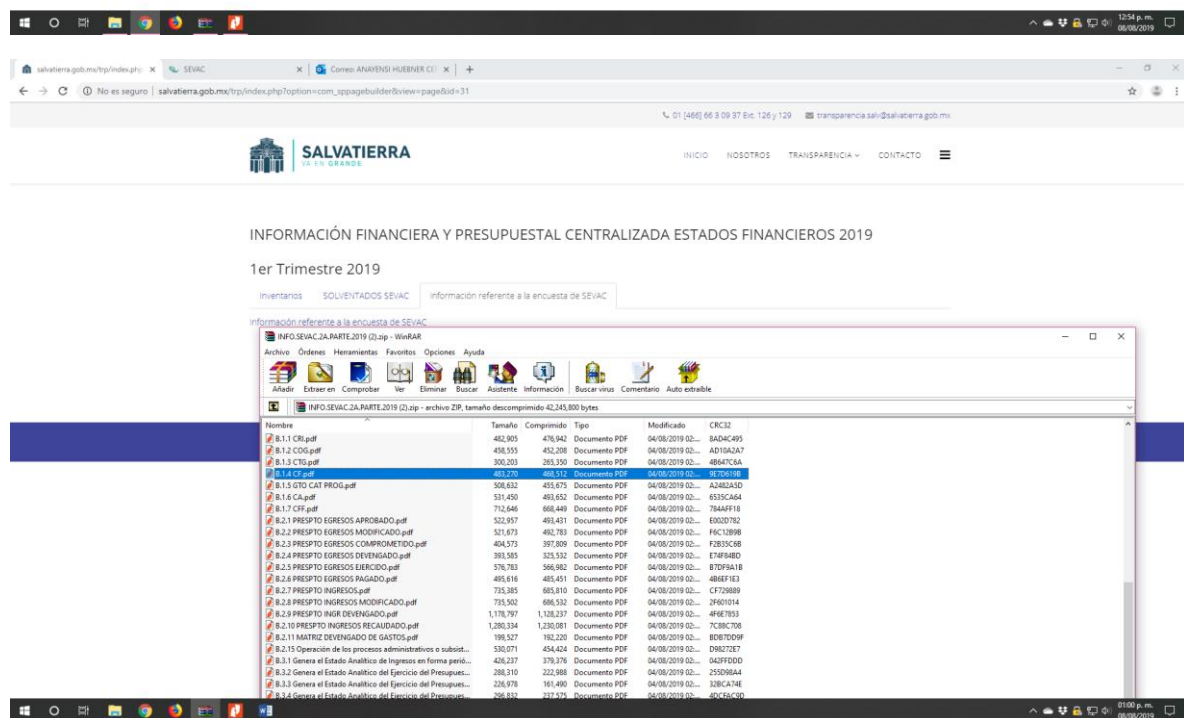 12:54 p. m.
08/08/2019
salvatierra.gob.mx/trp/index.php
SEVAC
Correo: ANAYENSI HUEBNER CE
No es seguro | salvatierra.gob.mx/trp/index.php?option=com_sppagebuilder&view=page&id=31
01 [466] 66 3 09 37 Ext. 126 y 129 transparencia.salv@salvatierra.gob.mx
SALVATIERRA
VA EN GRANDE
INICIO NOSOTROS TRANSPARENCIA CONTACTO
INFORMACIÓN FINANCIERA Y PRESUPUESTAL CENTRALIZADA ESTADOS FINANCIEROS 2019
1er Trimestre 2019
Inventarios SOLVENTADOS SEVAC Información referente a la encuesta de SEVAC
Información referente a la encuesta de SEVAC
INFO.SEVAC.2A.PARTE.2019 (2).zip - WinRAR
Archivo Órdenes Herramientas Favoritos Opciones Ayuda
Añadir Extraer en Comprobar Ver Eliminar Buscar Asistente Información Buscar virus Comentario Auto extraíble
INFO.SEVAC.2A.PARTE.2019 (2).zip - archivo ZIP, tamaño descomprimido 42,245,800 bytes
Nombre Tamaño Comprimido Tipo Modificado CRC32
B.1.1 CRI.pdf 482,905 476,942 Documento PDF 04/08/2019 02:... 8AD4C495
B.1.2 COG.pdf 458,555 452,208 Documento PDF 04/08/2019 02:... AD10A2A7
B.1.3 CTG.pdf 300,203 265,350 Documento PDF 04/08/2019 02:... 4B647C6A
B.1.4 CF.pdf 483,270 468,512 Documento PDF 04/08/2019 02:... 9E7D619B
B.1.5 GTO CAT PROG.pdf 508,632 455,675 Documento PDF 04/08/2019 02:... A2482A5D
B.1.6 CA.pdf 531,450 493,652 Documento PDF 04/08/2019 02:... 6535CA64
B.1.7 CFF.pdf 712,646 668,449 Documento PDF 04/08/2019 02:... 784AFF18
B.2.1 PRESPTO EGRESOS APROBADO.pdf 522,957 493,431 Documento PDF 04/08/2019 02:... E002D782
B.2.2 PRESPTO EGRESOS MODIFICADO.pdf 521,673 492,783 Documento PDF 04/08/2019 02:... F6C12B9B
B.2.3 PRESPTO EGRESOS COMPROMETIDO.pdf 404,573 397,809 Documento PDF 04/08/2019 02:... F2B35C6B
B.2.4 PRESPTO EGRESOS DEVENGADO.pdf 393,585 325,532 Documento PDF 04/08/2019 02:... E74F84BD
B.2.5 PRESPTO EGRESOS EJERCIDO.pdf 576,783 566,982 Documento PDF 04/08/2019 02:... B7DF9A1B
B.2.6 PRESPTO EGRESOS PAGADO.pdf 495,616 485,451 Documento PDF 04/08/2019 02:... 4B6EF1E3
B.2.7 PRESPTO INGRESOS.pdf 735,385 685,810 Documento PDF 04/08/2019 02:... CF729889
B.2.8 PRESPTO INGRESOS MODIFICADO.pdf 735,502 686,532 Documento PDF 04/08/2019 02:... 2F601014
B.2.9 PRESPTO INGR DEVENGADO.pdf 1,178,797 1,128,237 Documento PDF 04/08/2019 02:... 4F6E7853
B.2.10 PRESPTO INGRESOS RECAUDADO.pdf 1,280,334 1,230,081 Documento PDF 04/08/2019 02:... 7C88C708
B.2.11 MATRIZ DEVENGADO DE GASTOS.pdf 199,527 192,220 Documento PDF 04/08/2019 02:... BDB7DD9F
B.2.15 Operación de los procesos administrativos o subsist... 530,071 454,424 Documento PDF 04/08/2019 02:... D98272E7
B.3.1 Genera el Estado Analítico de Ingresos en forma perió... 426,237 379,376 Documento PDF 04/08/2019 02:... 042FFDDD
B.3.2 Genera el Estado Analítico del Ejercicio del Presupues... 288,310 222,988 Documento PDF 04/08/2019 02:... 255D98A4
B.3.3 Genera el Estado Analítico del Ejercicio del Presupues... 226,978 161,490 Documento PDF 04/08/2019 02:... 32BCA74E
B.3.4 Genera el Estado Analítico del Ejercicio del Presupues... 296,832 237,575 Documento PDF 04/08/2019 02:... 4DCFAC9D
01:00 p. m.
08/08/2019